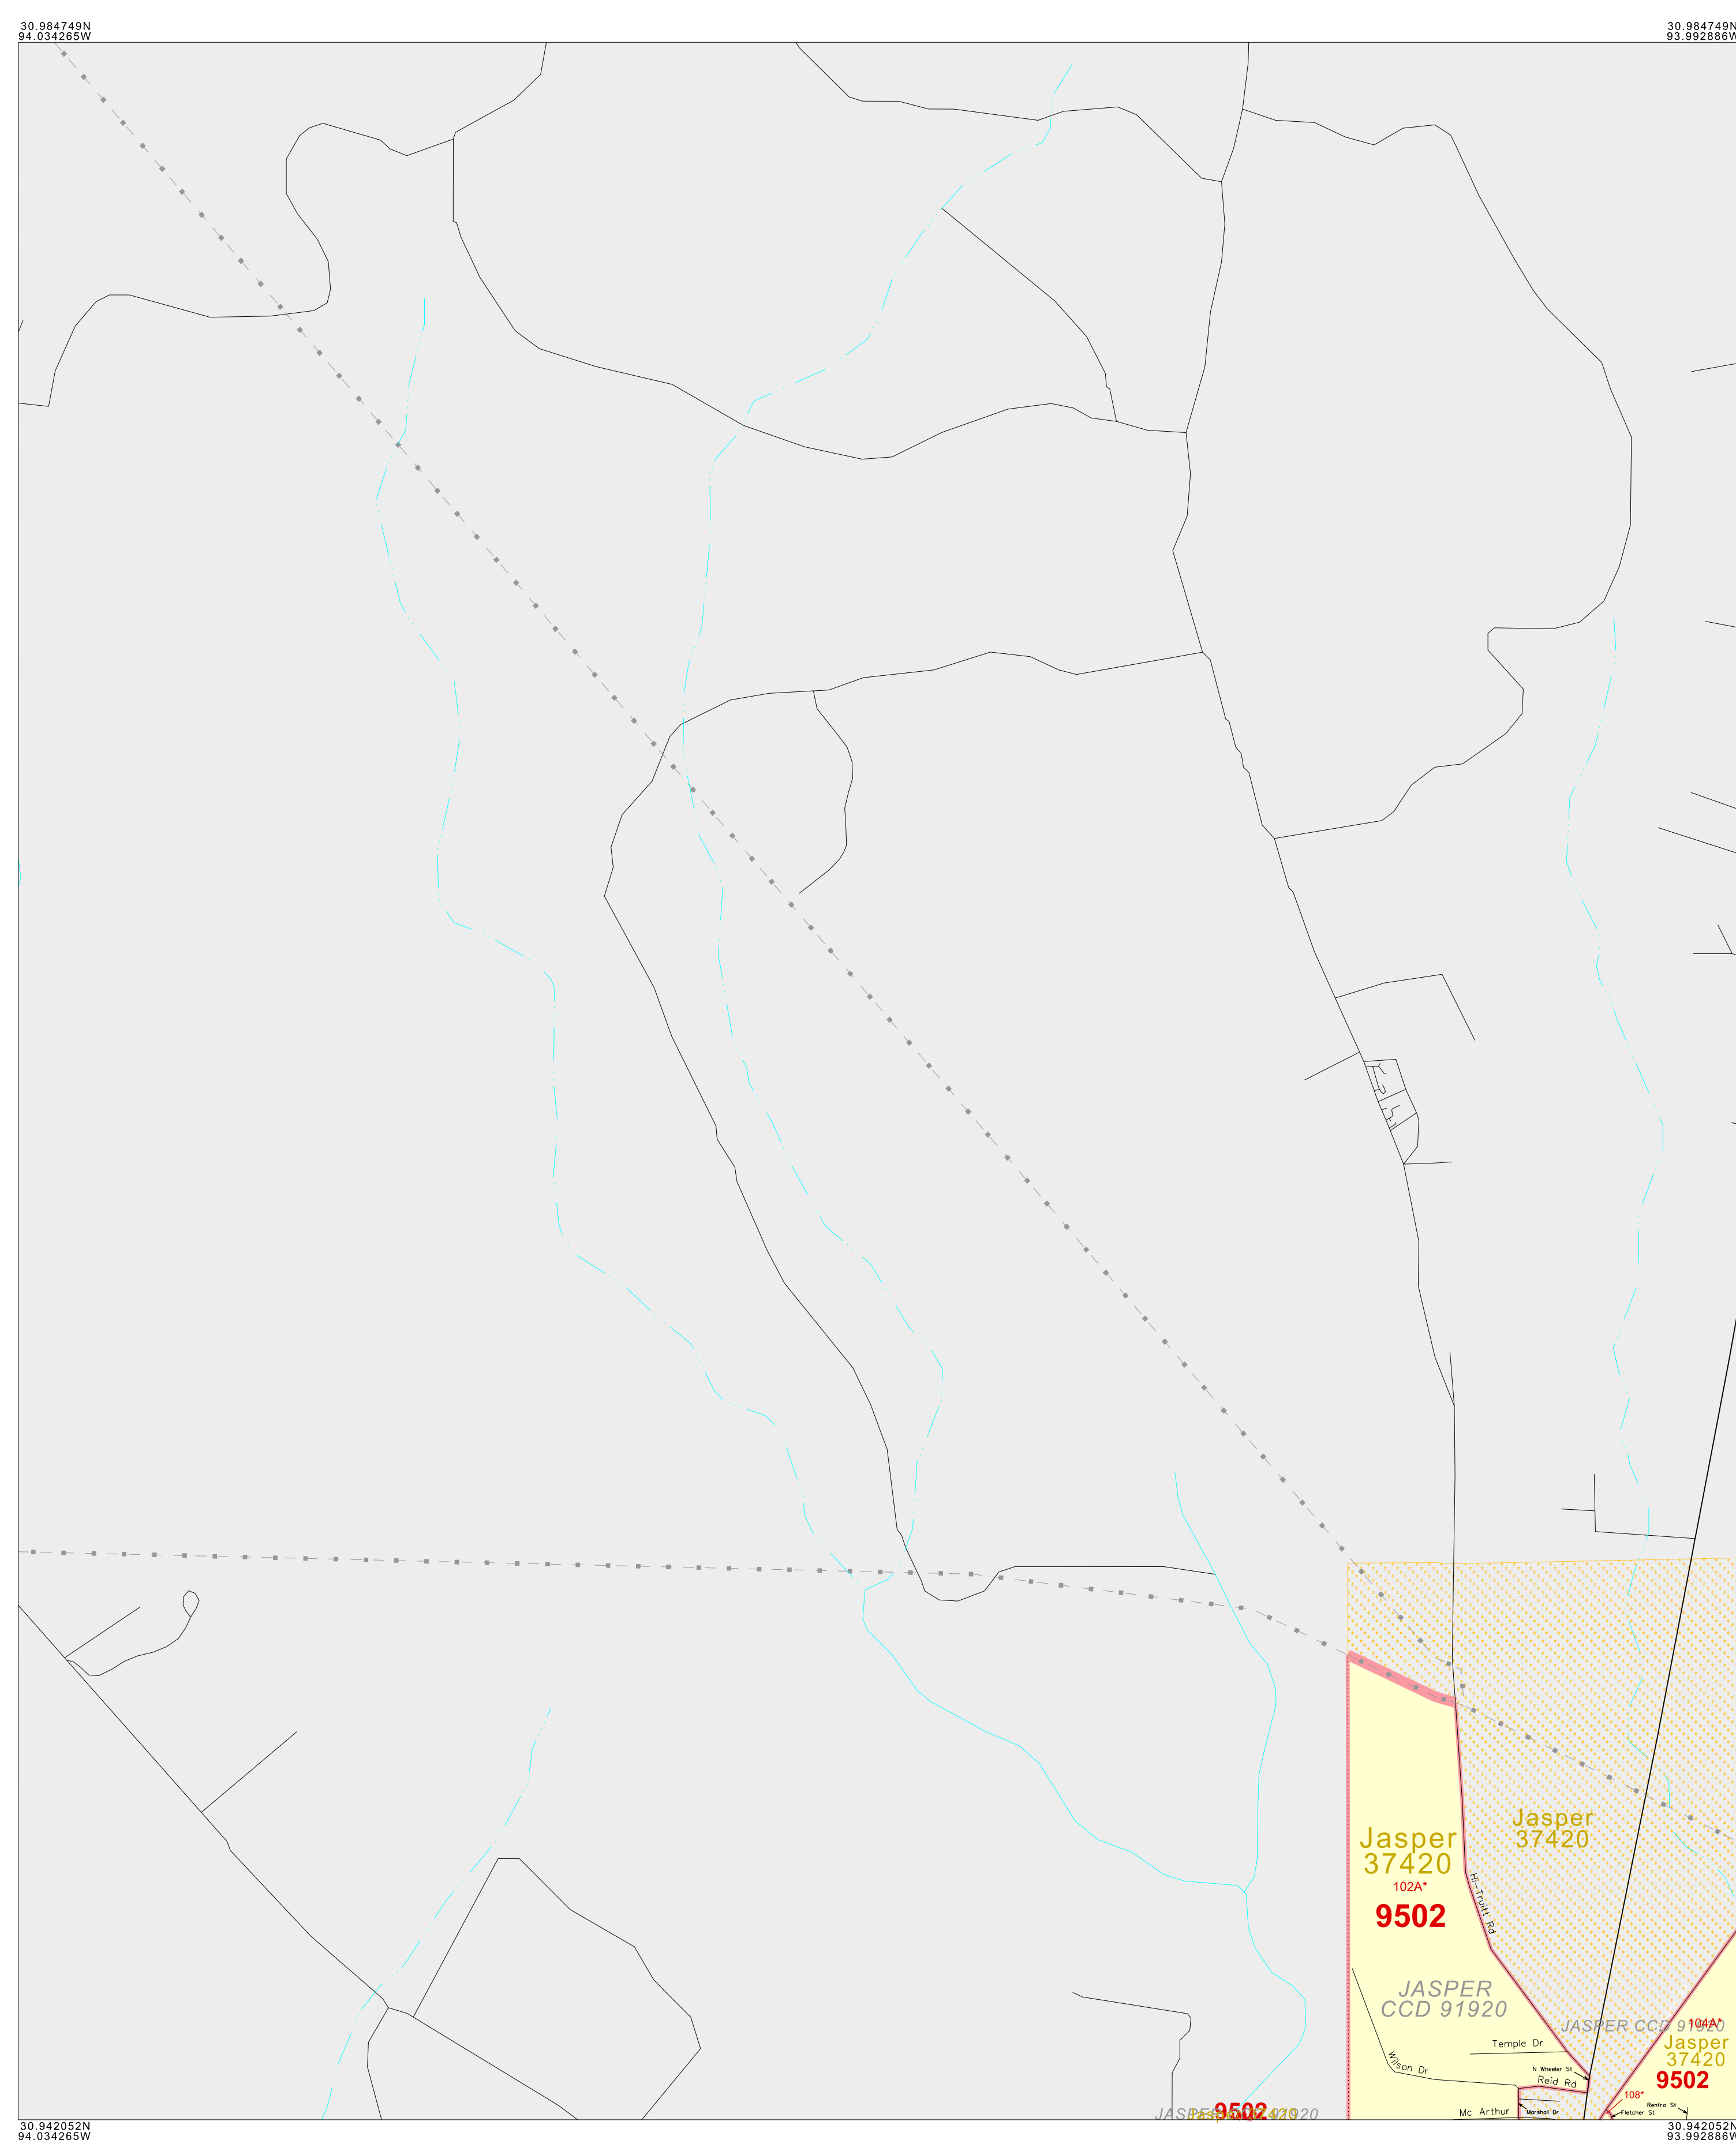 30.984749N
94.034265W
30.984749N
93.992886W
Jasper
37420
Jasper
37420
102A*
9502
Hi-Truitt Rd
JASPER
CCD 91920
JASPER CCD 91920
104A*
Jasper
37420
9502
Temple Dr
Wilson Dr
N Wheeler St
Reid Rd
108*
Renfro St
Mc Arthur
Marshall Dr
Fletcher St
9502
30.942052N
94.034265W
30.942052N
93.992886W